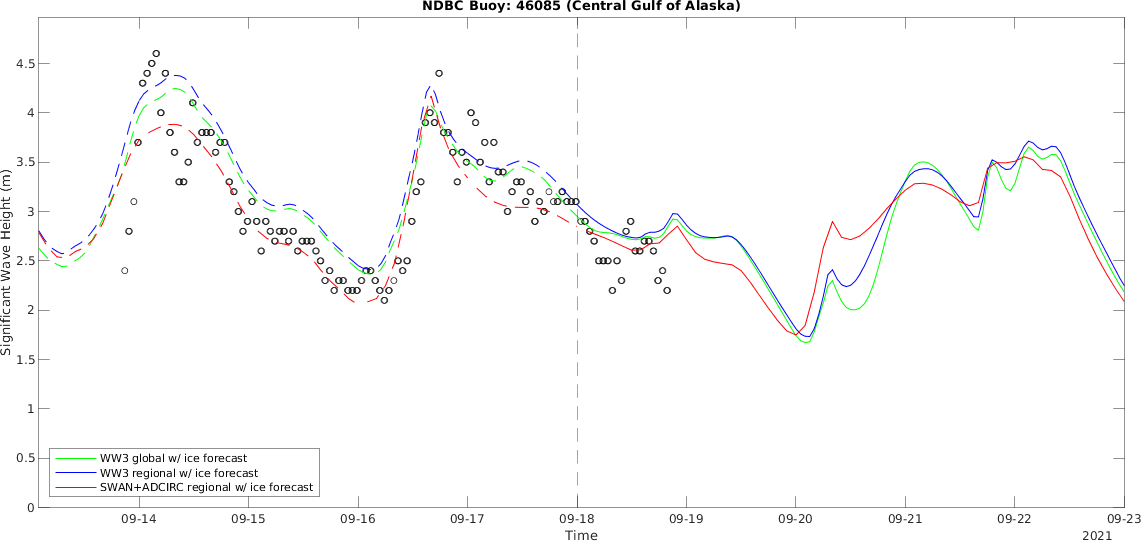 NDBC Buoy: 46085 (Central Gulf of Alaska)
Significant Wave Height (m)
4.5
4
3.5
3
2.5
2
1.5
1
0.5
0
WW3 global w/ ice forecast
WW3 regional w/ ice forecast
SWAN+ADCIRC regional w/ ice forecast
09-14 09-15 09-16 09-17 09-18 09-19 09-20 09-21 09-22 09-23
Time
2021